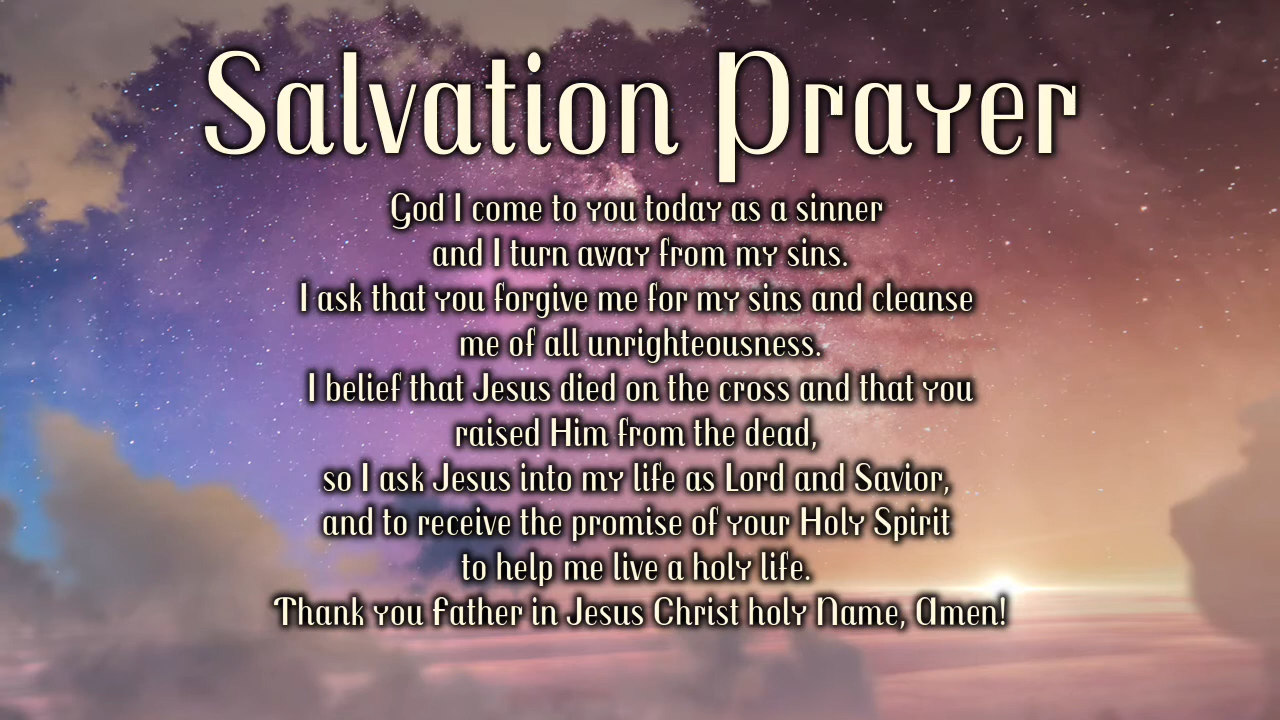 Salvation Prayer
God I come to you today as a sinner
and I turn away from my sins.
I ask that you forgive me for my sins and cleanse
me of all unrighteousness.
I belief that Jesus died on the cross and that you
raised Him from the dead,
so I ask Jesus into my life as Lord and Savior,
and to receive the promise of your Holy Spirit
to help me live a holy life.
Thank you Father in Jesus Christ holy Name, Amen!